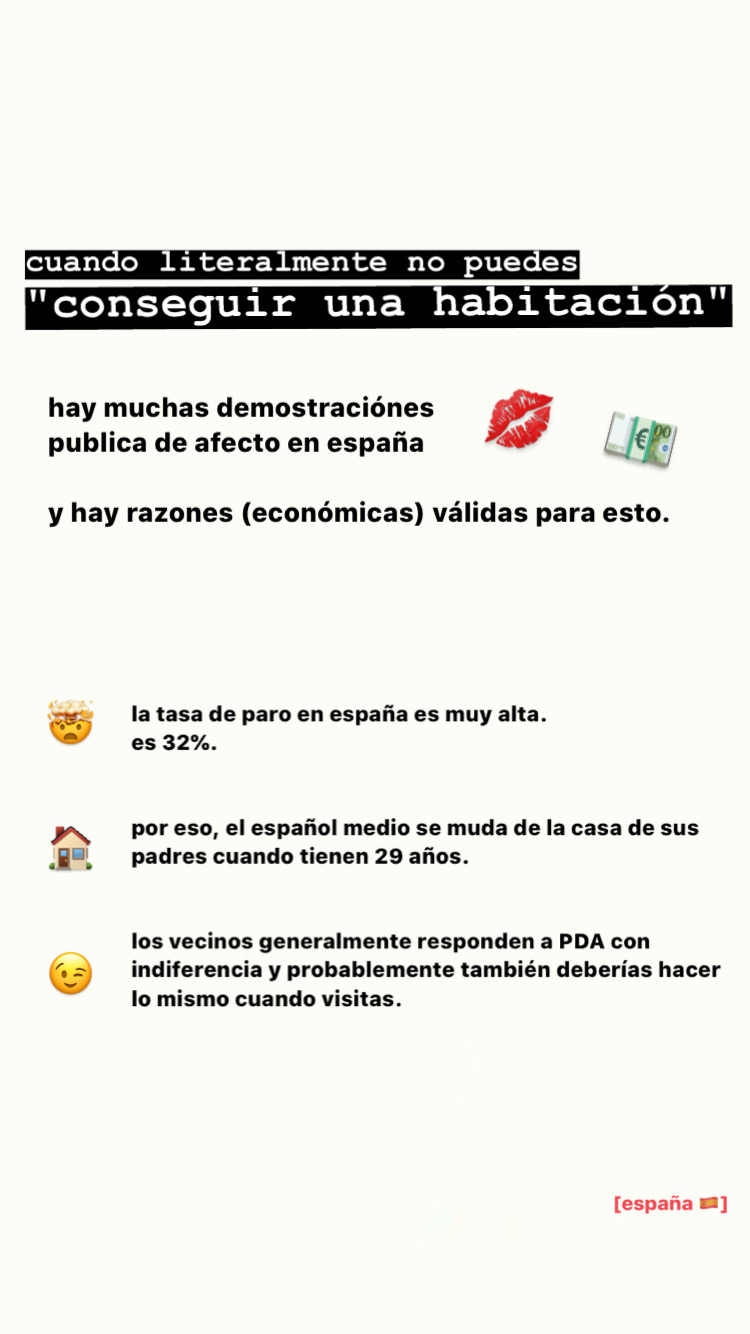 cuando literalmente no puedes
"conseguir una habitación"
hay muchas demostraciónes
publica de afecto en españa
y hay razones (económicas) válidas para esto.
la tasa de paro en españa es muy alta.
es 32%.
por eso, el español medio se muda de la casa de sus
padres cuando tienen 29 años.
los vecinos generalmente responden a PDA con
indiferencia y probablemente también deberías hacer
lo mismo cuando visitas.
[españa 🇪🇸]